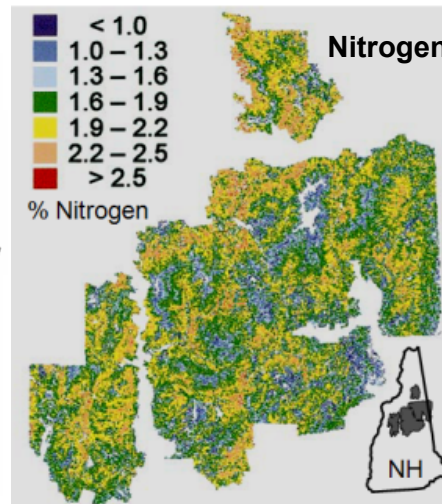 Nitrogen
< 1.0
1.0 – 1.3
1.3 – 1.6
1.6 – 1.9
1.9 – 2.2
2.2 – 2.5
> 2.5
% Nitrogen
NH